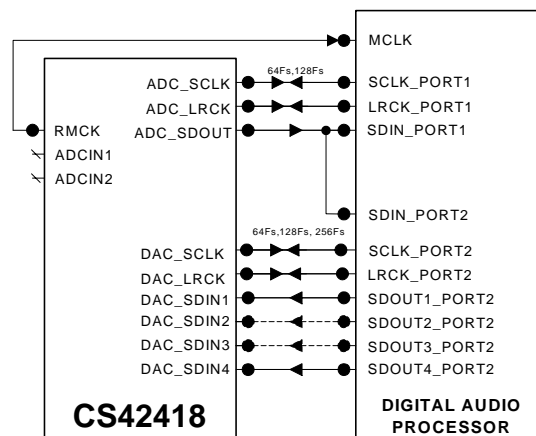 MCLK
64Fs,128Fs
ADC_SCLK
SCLK_PORT1
ADC_LRCK
LRCK_PORT1
RMCK
ADC_SDOUT
SDIN_PORT1
ADCIN1
ADCIN2
SDIN_PORT2
64Fs,128Fs, 256Fs
DAC_SCLK
SCLK_PORT2
DAC_LRCK
LRCK_PORT2
DAC_SDIN1
SDOUT1_PORT2
DAC_SDIN2
SDOUT2_PORT2
DAC_SDIN3
SDOUT3_PORT2
DAC_SDIN4
SDOUT4_PORT2
CS42418
DIGITAL AUDIO
PROCESSOR